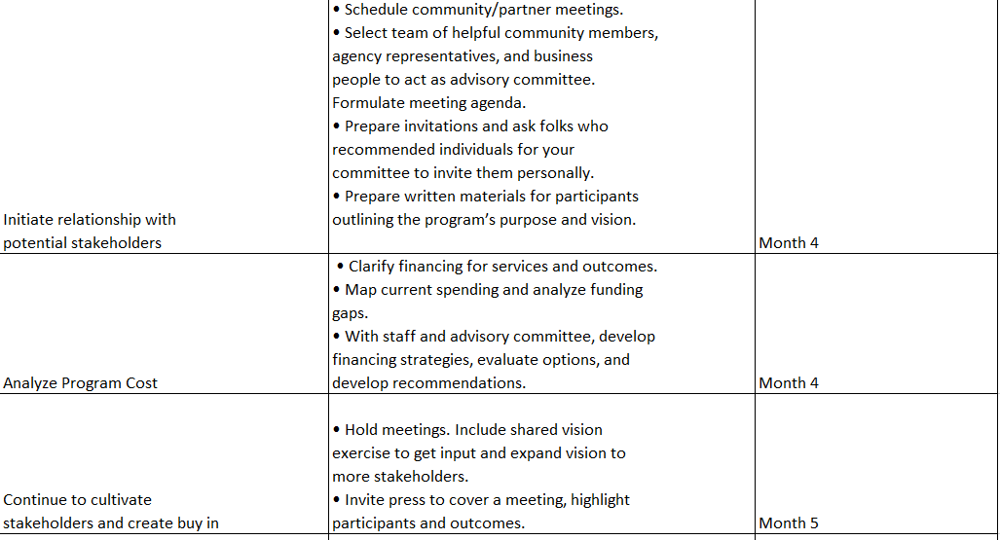 • Schedule community/partner meetings.
• Select team of helpful community members,
agency representatives, and business
people to act as advisory committee.
Formulate meeting agenda.
• Prepare invitations and ask folks who
recommended individuals for your
committee to invite them personally.
• Prepare written materials for participants
outlining the program’s purpose and vision.
Initiate relationship with
potential stakeholders
Month 4
• Clarify financing for services and outcomes.
• Map current spending and analyze funding
gaps.
• With staff and advisory committee, develop
financing strategies, evaluate options, and
develop recommendations.
Analyze Program Cost
Month 4
• Hold meetings. Include shared vision
exercise to get input and expand vision to
more stakeholders.
• Invite press to cover a meeting, highlight
participants and outcomes.
Continue to cultivate
stakeholders and create buy in
Month 5